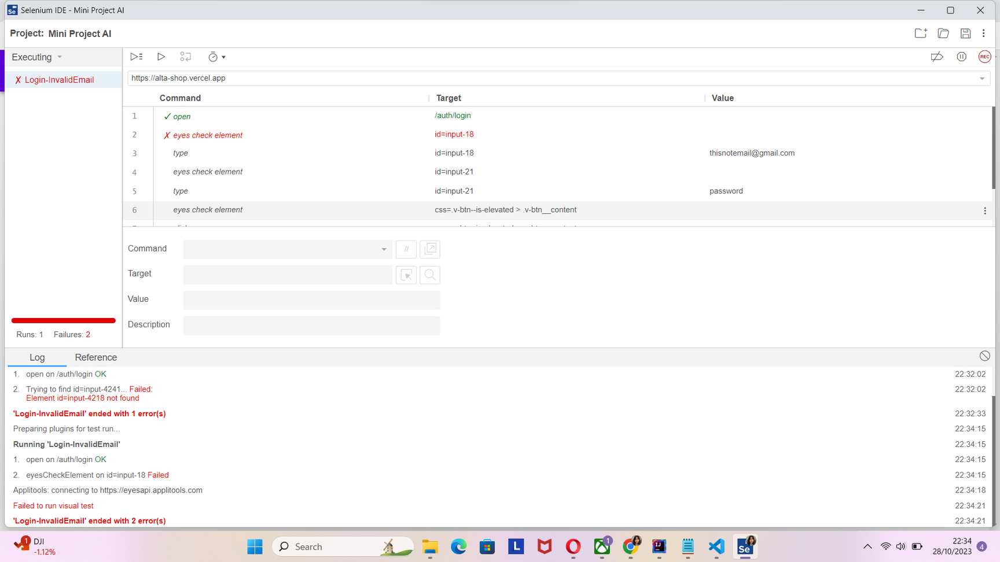 Selenium IDE - Mini Project AI
Project: Mini Project AI
Executing
https://alta-shop.vercel.app
REC
✗ Login-InvalidEmail
Command Target Value
1 ✓ open /auth/login
2 ✗ eyes check element id=input-18
3 type id=input-18 thisnotemail@gmail.com
4 eyes check element id=input-21
5 type id=input-21 password
6 eyes check element css=.v-btn--is-elevated > .v-btn__content
Command //
Target
Value
Description
Runs: 1 Failures: 2
Log Reference
1. open on /auth/login OK 22:32:02
2. Trying to find id=input-4241... Failed: 22:32:02
Element id=input-4218 not found
'Login-InvalidEmail' ended with 1 error(s) 22:32:33
Preparing plugins for test run... 22:34:15
Running 'Login-InvalidEmail' 22:34:15
1. open on /auth/login OK 22:34:15
2. eyesCheckElement on id=input-18 Failed 22:34:15
Applitools: connecting to https://eyesapi.applitools.com 22:34:18
Failed to run visual test 22:34:21
'Login-InvalidEmail' ended with 2 error(s) 22:34:21
1 DJI
-1.12%
Search
L
1
IJ
Se
22:34
28/10/2023
4